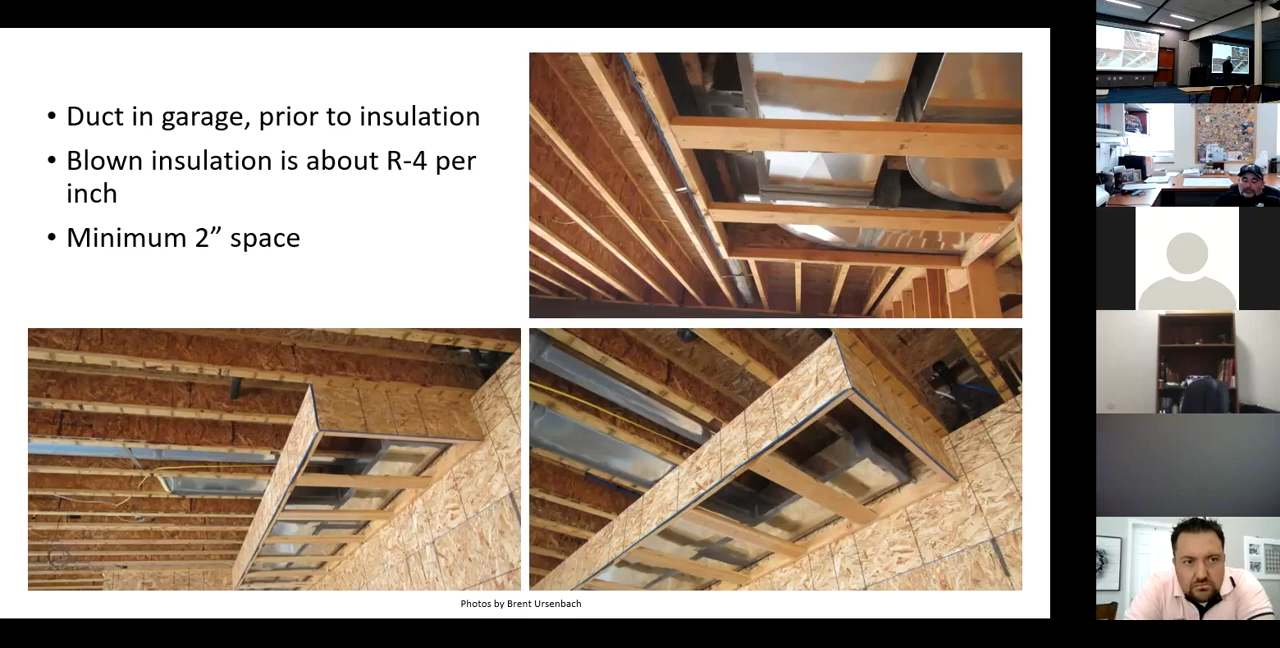 • Duct in garage, prior to insulation
• Blown insulation is about R-4 per
inch
• Minimum 2” space
Photos by Brent Ursenbach